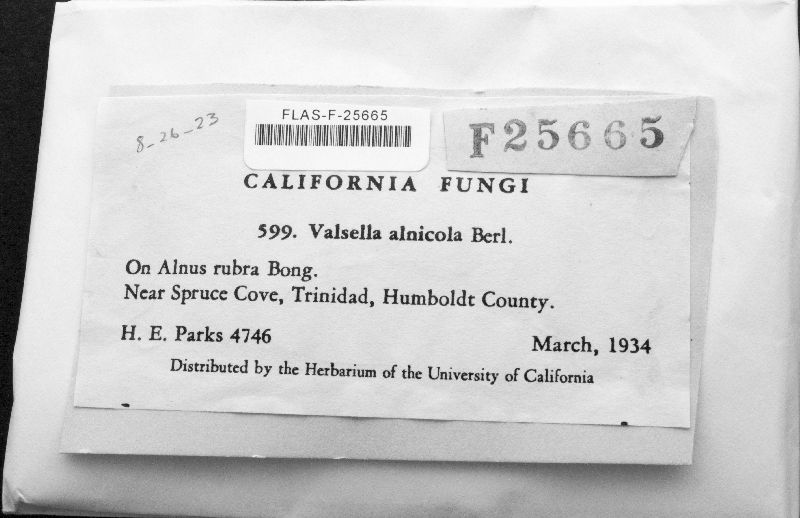 8-26-23
FLAS-F-25665
F25665
CALIFORNIA FUNGI
599. Valsella alnicola Berl.
On Alnus rubra Bong.
Near Spruce Cove, Trinidad, Humboldt County.
H. E. Parks 4746 March, 1934
Distributed by the Herbarium of the University of California